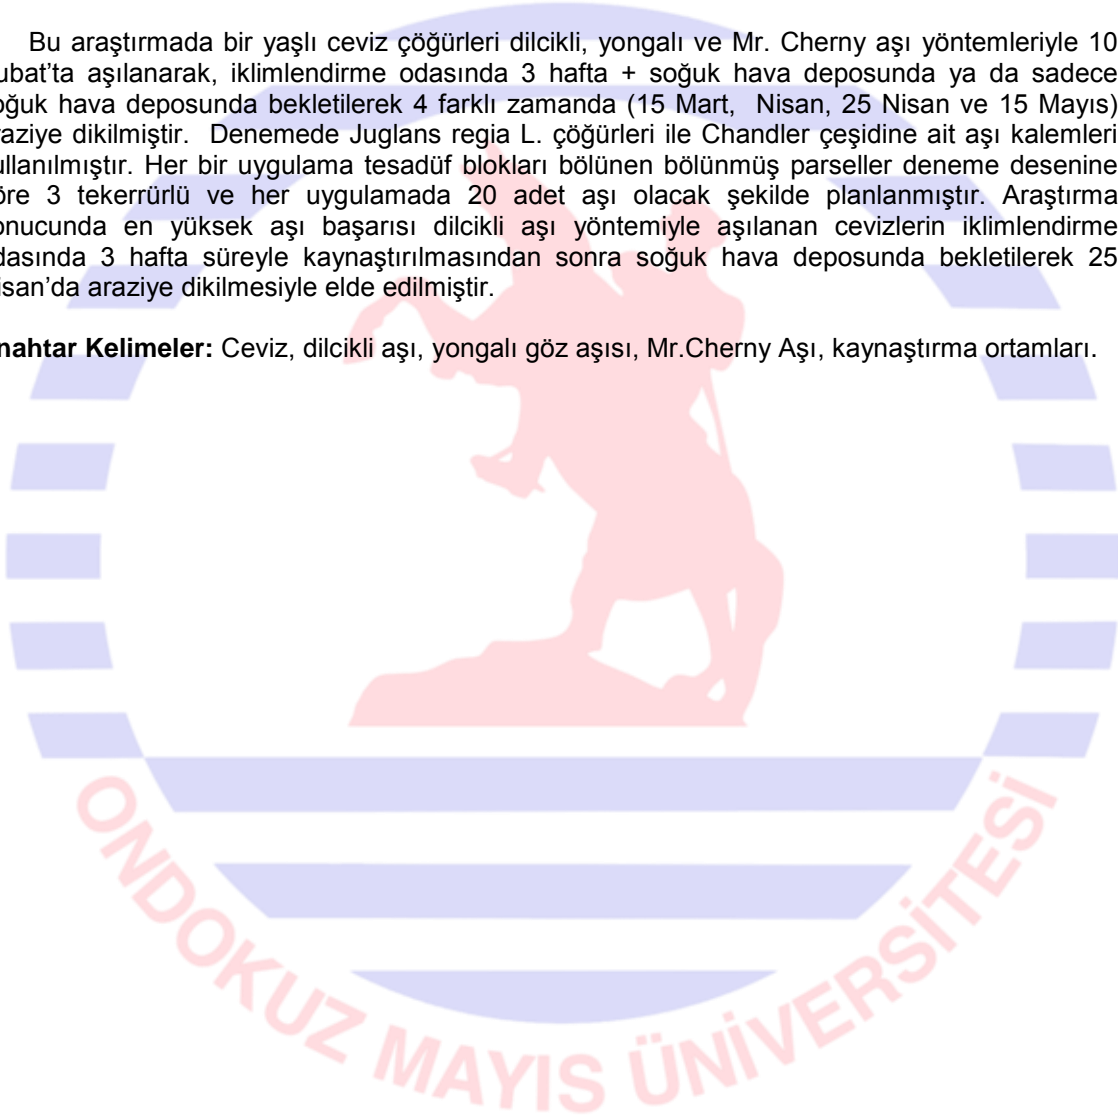 Bu araştırmada bir yaşlı ceviz çöğürleri dilcikli, yongalı ve Mr. Cherny aşı yöntemleriyle 10
ubat’ta aşılanarak, iklimlendirme odasında 3 hafta + soğuk hava deposunda ya da sadece
oğuk hava deposunda bekletilerek 4 farklı zamanda (15 Mart, Nisan, 25 Nisan ve 15 Mayıs)
raziye dikilmiştir. Denemede Juglans regia L. çöğürleri ile Chandler çeşidine ait aşı kalemleri
ullanılmıştır. Her bir uygulama tesadüf blokları bölünen bölünmüş parseller deneme desenine
öre 3 tekerrürlü ve her uygulamada 20 adet aşı olacak şekilde planlanmıştır. Araştırma
onucunda en yüksek aşı başarısı dilcikli aşı yöntemiyle aşılanan cevizlerin iklimlendirme
dasında 3 hafta süreyle kaynaştırılmasından sonra soğuk hava deposunda bekletilerek 25
isan’da araziye dikilmesiyle elde edilmiştir.
nahtar Kelimeler: Ceviz, dilcikli aşı, yongalı göz aşısı, Mr.Cherny Aşı, kaynaştırma ortamları.
ONDOKUZ MAYIS ÜNİVERSİTESİ